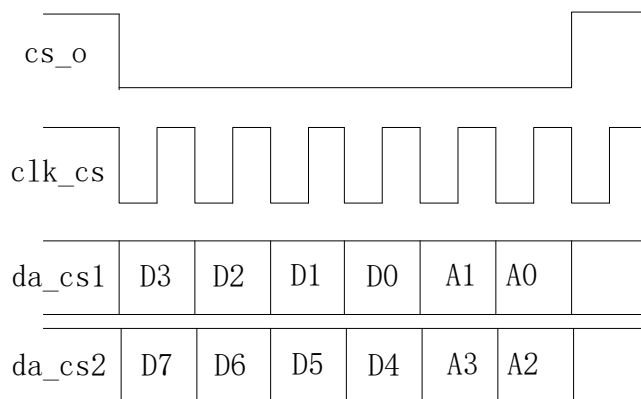 cs_o
clk_cs
da_cs1 D3 D2 D1 D0 A1 A0
da_cs2 D7 D6 D5 D4 A3 A2